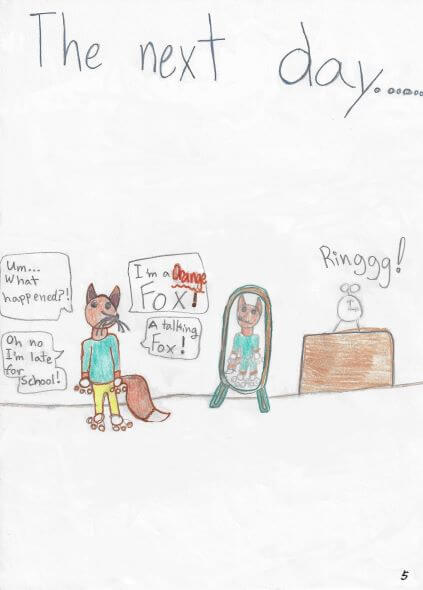 The next day......
Um...
What
happened?!
I'm a Orange
Fox!
Ringgg!
Oh no
I'm late
for
School!
A talking
Fox!
5